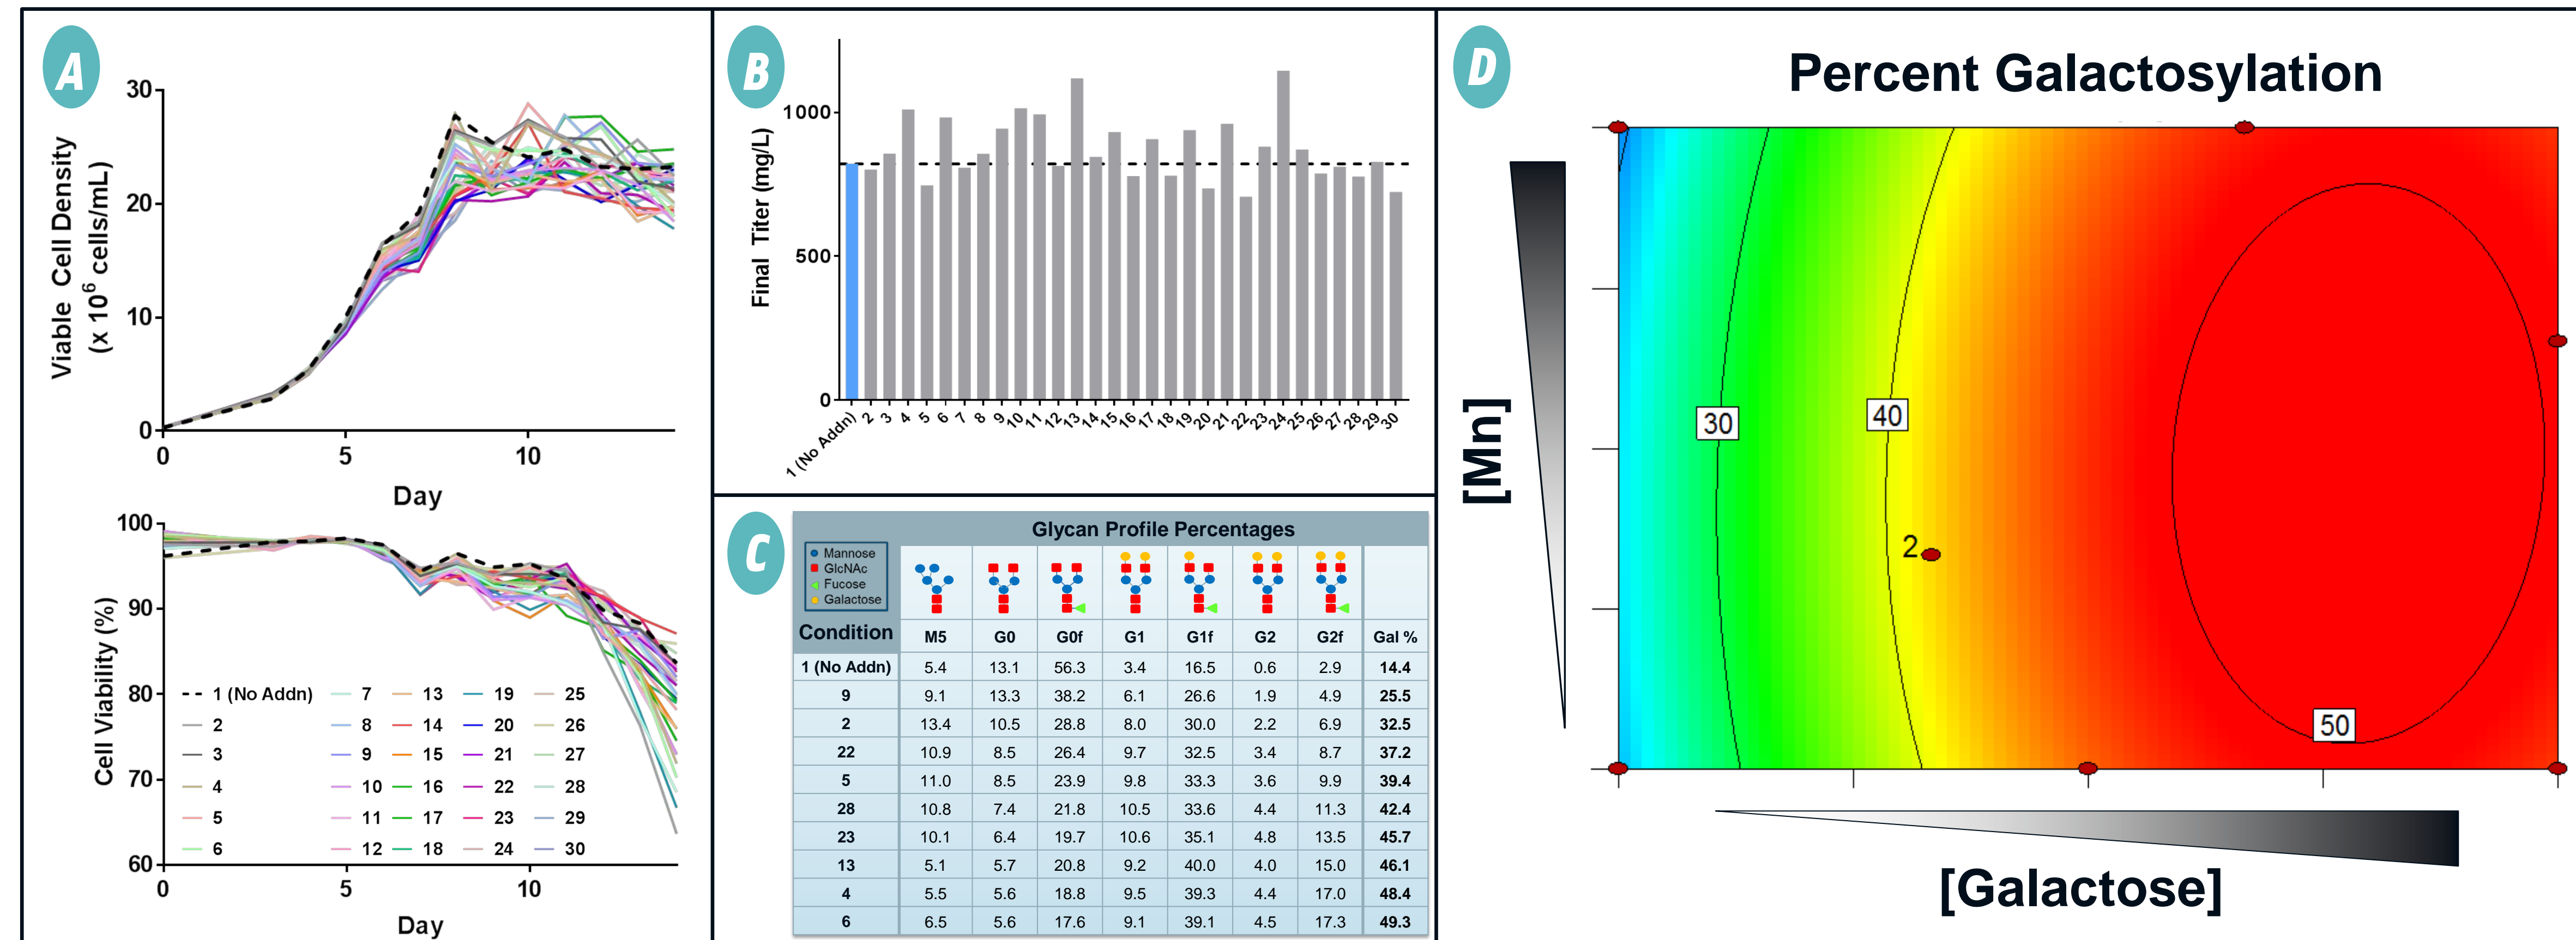 A
30
20
10
0
Viable Cell Density
(x 10⁶ cells/mL)
0 5 10
Day
100
90
80
70
60
Cell Viability (%)
1 (No Addn) 7 13 19 25
2 8 14 20 26
3 9 15 21 27
4 10 16 22 28
5 11 17 23 29
6 12 18 24 30
0 5 10
Day
B
1000
500
0
Final Titer (mg/L)
1 (No Addn) 2 3 4 5 6 7 8 9 10 11 12 13 14 15 16 17 18 19 20 21 22 23 24 25 26 27 28 29 30
C
Glycan Profile Percentages
Mannose
GlcNAc
Fucose
Galactose
Condition M5 G0 G0f G1 G1f G2 G2f Gal %
1 (No Addn) 5.4 13.1 56.3 3.4 16.5 0.6 2.9 14.4
9 9.1 13.3 38.2 6.1 26.6 1.9 4.9 25.5
2 13.4 10.5 28.8 8.0 30.0 2.2 6.9 32.5
22 10.9 8.5 26.4 9.7 32.5 3.4 8.7 37.2
5 11.0 8.5 23.9 9.8 33.3 3.6 9.9 39.4
28 10.8 7.4 21.8 10.5 33.6 4.4 11.3 42.4
23 10.1 6.4 19.7 10.6 35.1 4.8 13.5 45.7
13 5.1 5.7 20.8 9.2 40.0 4.0 15.0 46.1
4 5.5 5.6 18.8 9.5 39.3 4.4 17.0 48.4
6 6.5 5.6 17.6 9.1 39.1 4.5 17.3 49.3
D
Percent Galactosylation
[Mn]
30
40
2
50
[Galactose]